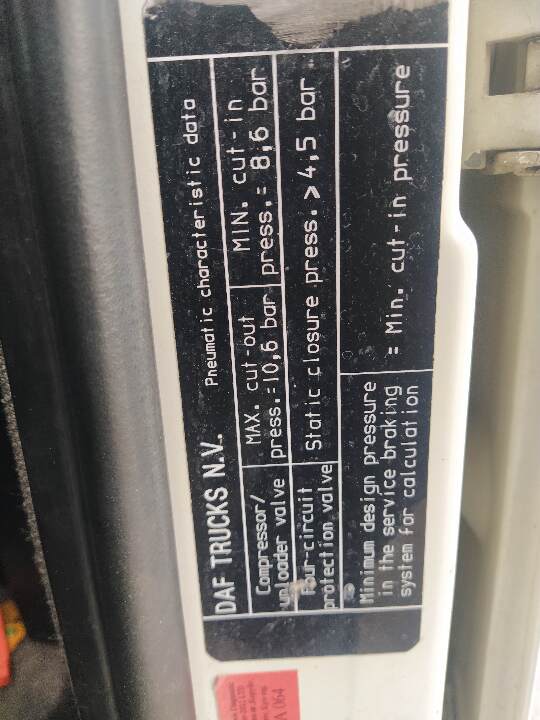 DAF TRUCKS N.V. Pneumatic characteristic data
Compressor/
unloader valve
MAX. cut-out
press.=10,6 bar
MIN. cut-in
press.= 8,6 bar
Four-circuit
protection valve
Static closure press. > 4,5 bar
Minimum design pressure
in the service braking
system for calculation
= Min. cut-in pressure
A 064